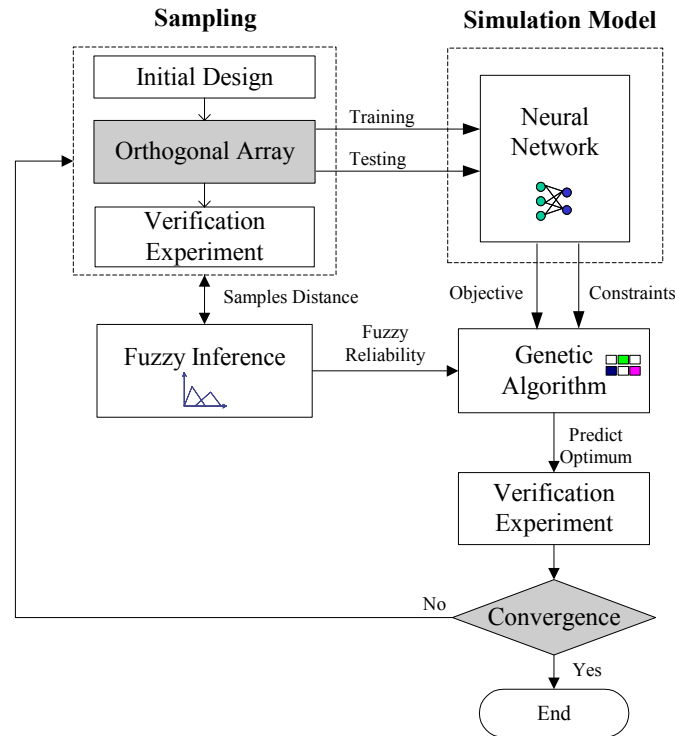 Sampling
Simulation Model
Initial Design
Orthogonal Array
Verification
Experiment
Training
Testing
Neural
Network
Samples Distance
Objective
Constraints
Fuzzy Inference
Fuzzy
Reliability
Genetic
Algorithm
Predict
Optimum
Verification
Experiment
No
Convergence
Yes
End